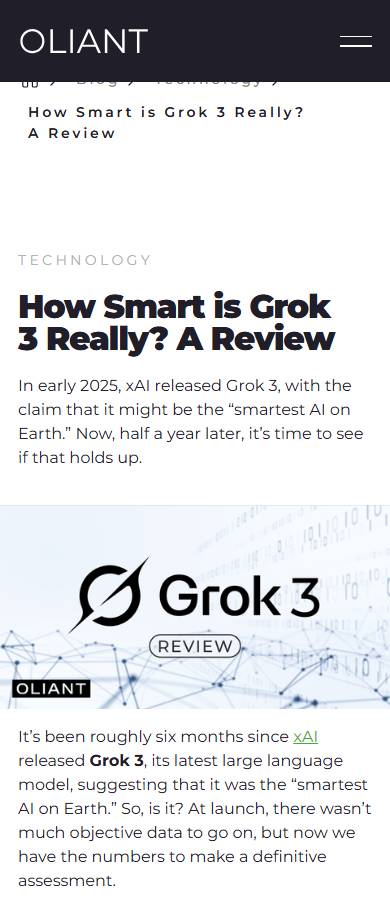 OLIANT
Blog Technology
How Smart is Grok 3 Really?
A Review
TECHNOLOGY
How Smart is Grok
3 Really? A Review
In early 2025, xAI released Grok 3, with the
claim that it might be the “smartest AI on
Earth.” Now, half a year later, it’s time to see
if that holds up.
Grok 3
REVIEW
OLIANT
It’s been roughly six months since xAI
released Grok 3, its latest large language
model, suggesting that it was the “smartest
AI on Earth.” So, is it? At launch, there wasn’t
much objective data to go on, but now we
have the numbers to make a definitive
assessment.